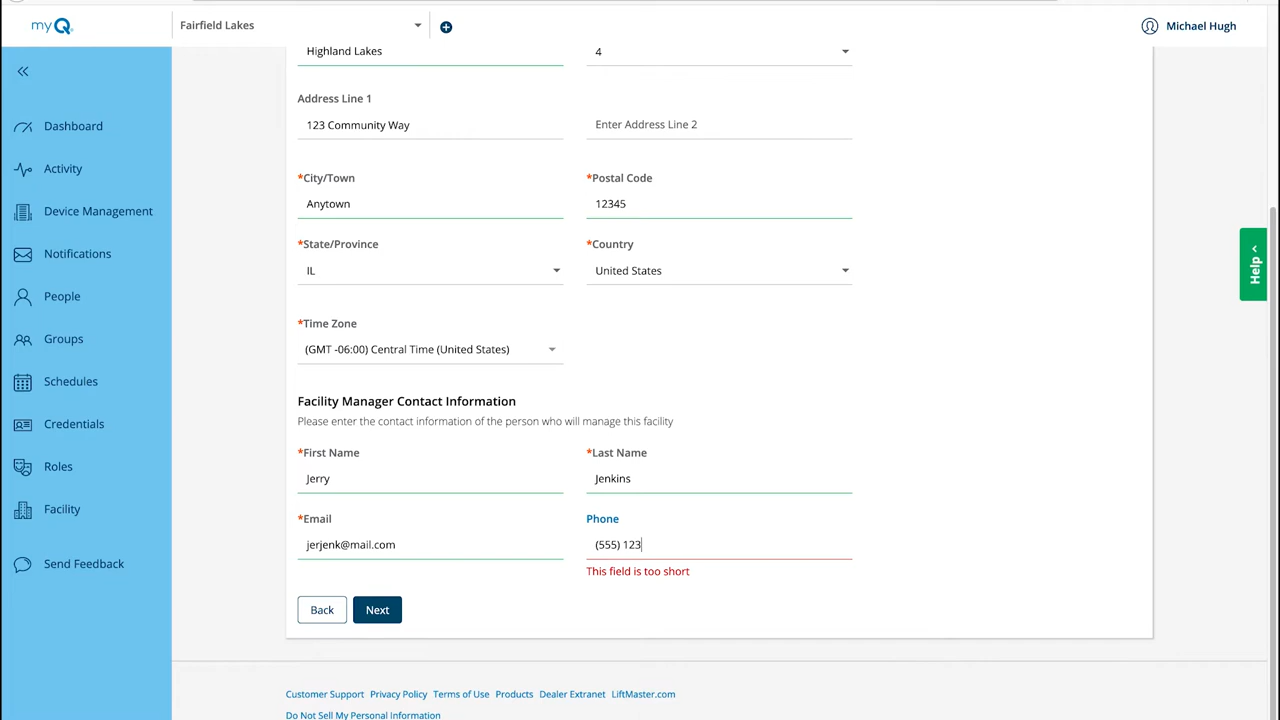 myQ
Fairfield Lakes
Michael Hugh
Dashboard
Activity
Device Management
Notifications
People
Groups
Schedules
Credentials
Roles
Facility
Send Feedback
Highland Lakes
4
Address Line 1
123 Community Way
Enter Address Line 2
*City/Town
*Postal Code
Anytown
12345
*State/Province
*Country
IL
United States
*Time Zone
(GMT -06:00) Central Time (United States)
Facility Manager Contact Information
Please enter the contact information of the person who will manage this facility
*First Name
*Last Name
Jerry
Jenkins
*Email
Phone
jerjenk@mail.com
(555) 123
This field is too short
Back
Next
Help
Customer Support Privacy Policy Terms of Use Products Dealer Extranet LiftMaster.com
Do Not Sell My Personal Information